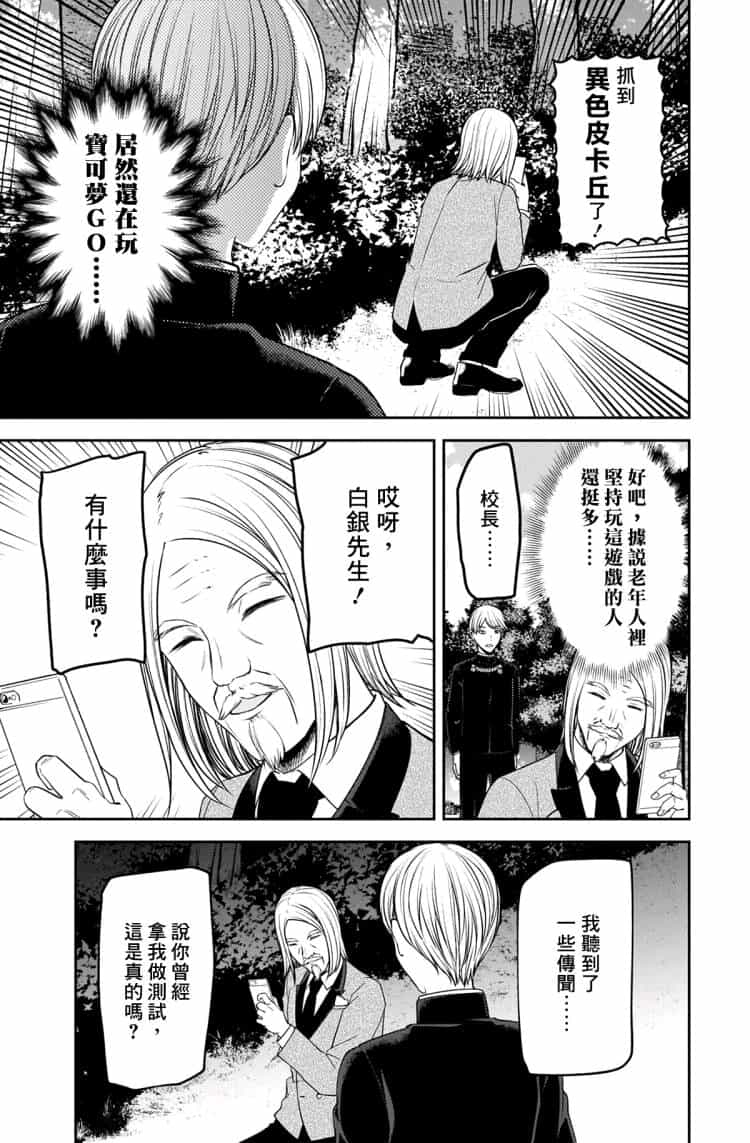 抓到
異色皮卡丘
了！
居然還在玩
寶可夢GO……
好吧，據說老年人裡
堅持玩這遊戲的人
還挺多……
校長……
哎呀，
白銀先生！
有什麼事嗎？
我聽到了
一些傳聞……
說你曾經
拿我做測試，
這是真的嗎？